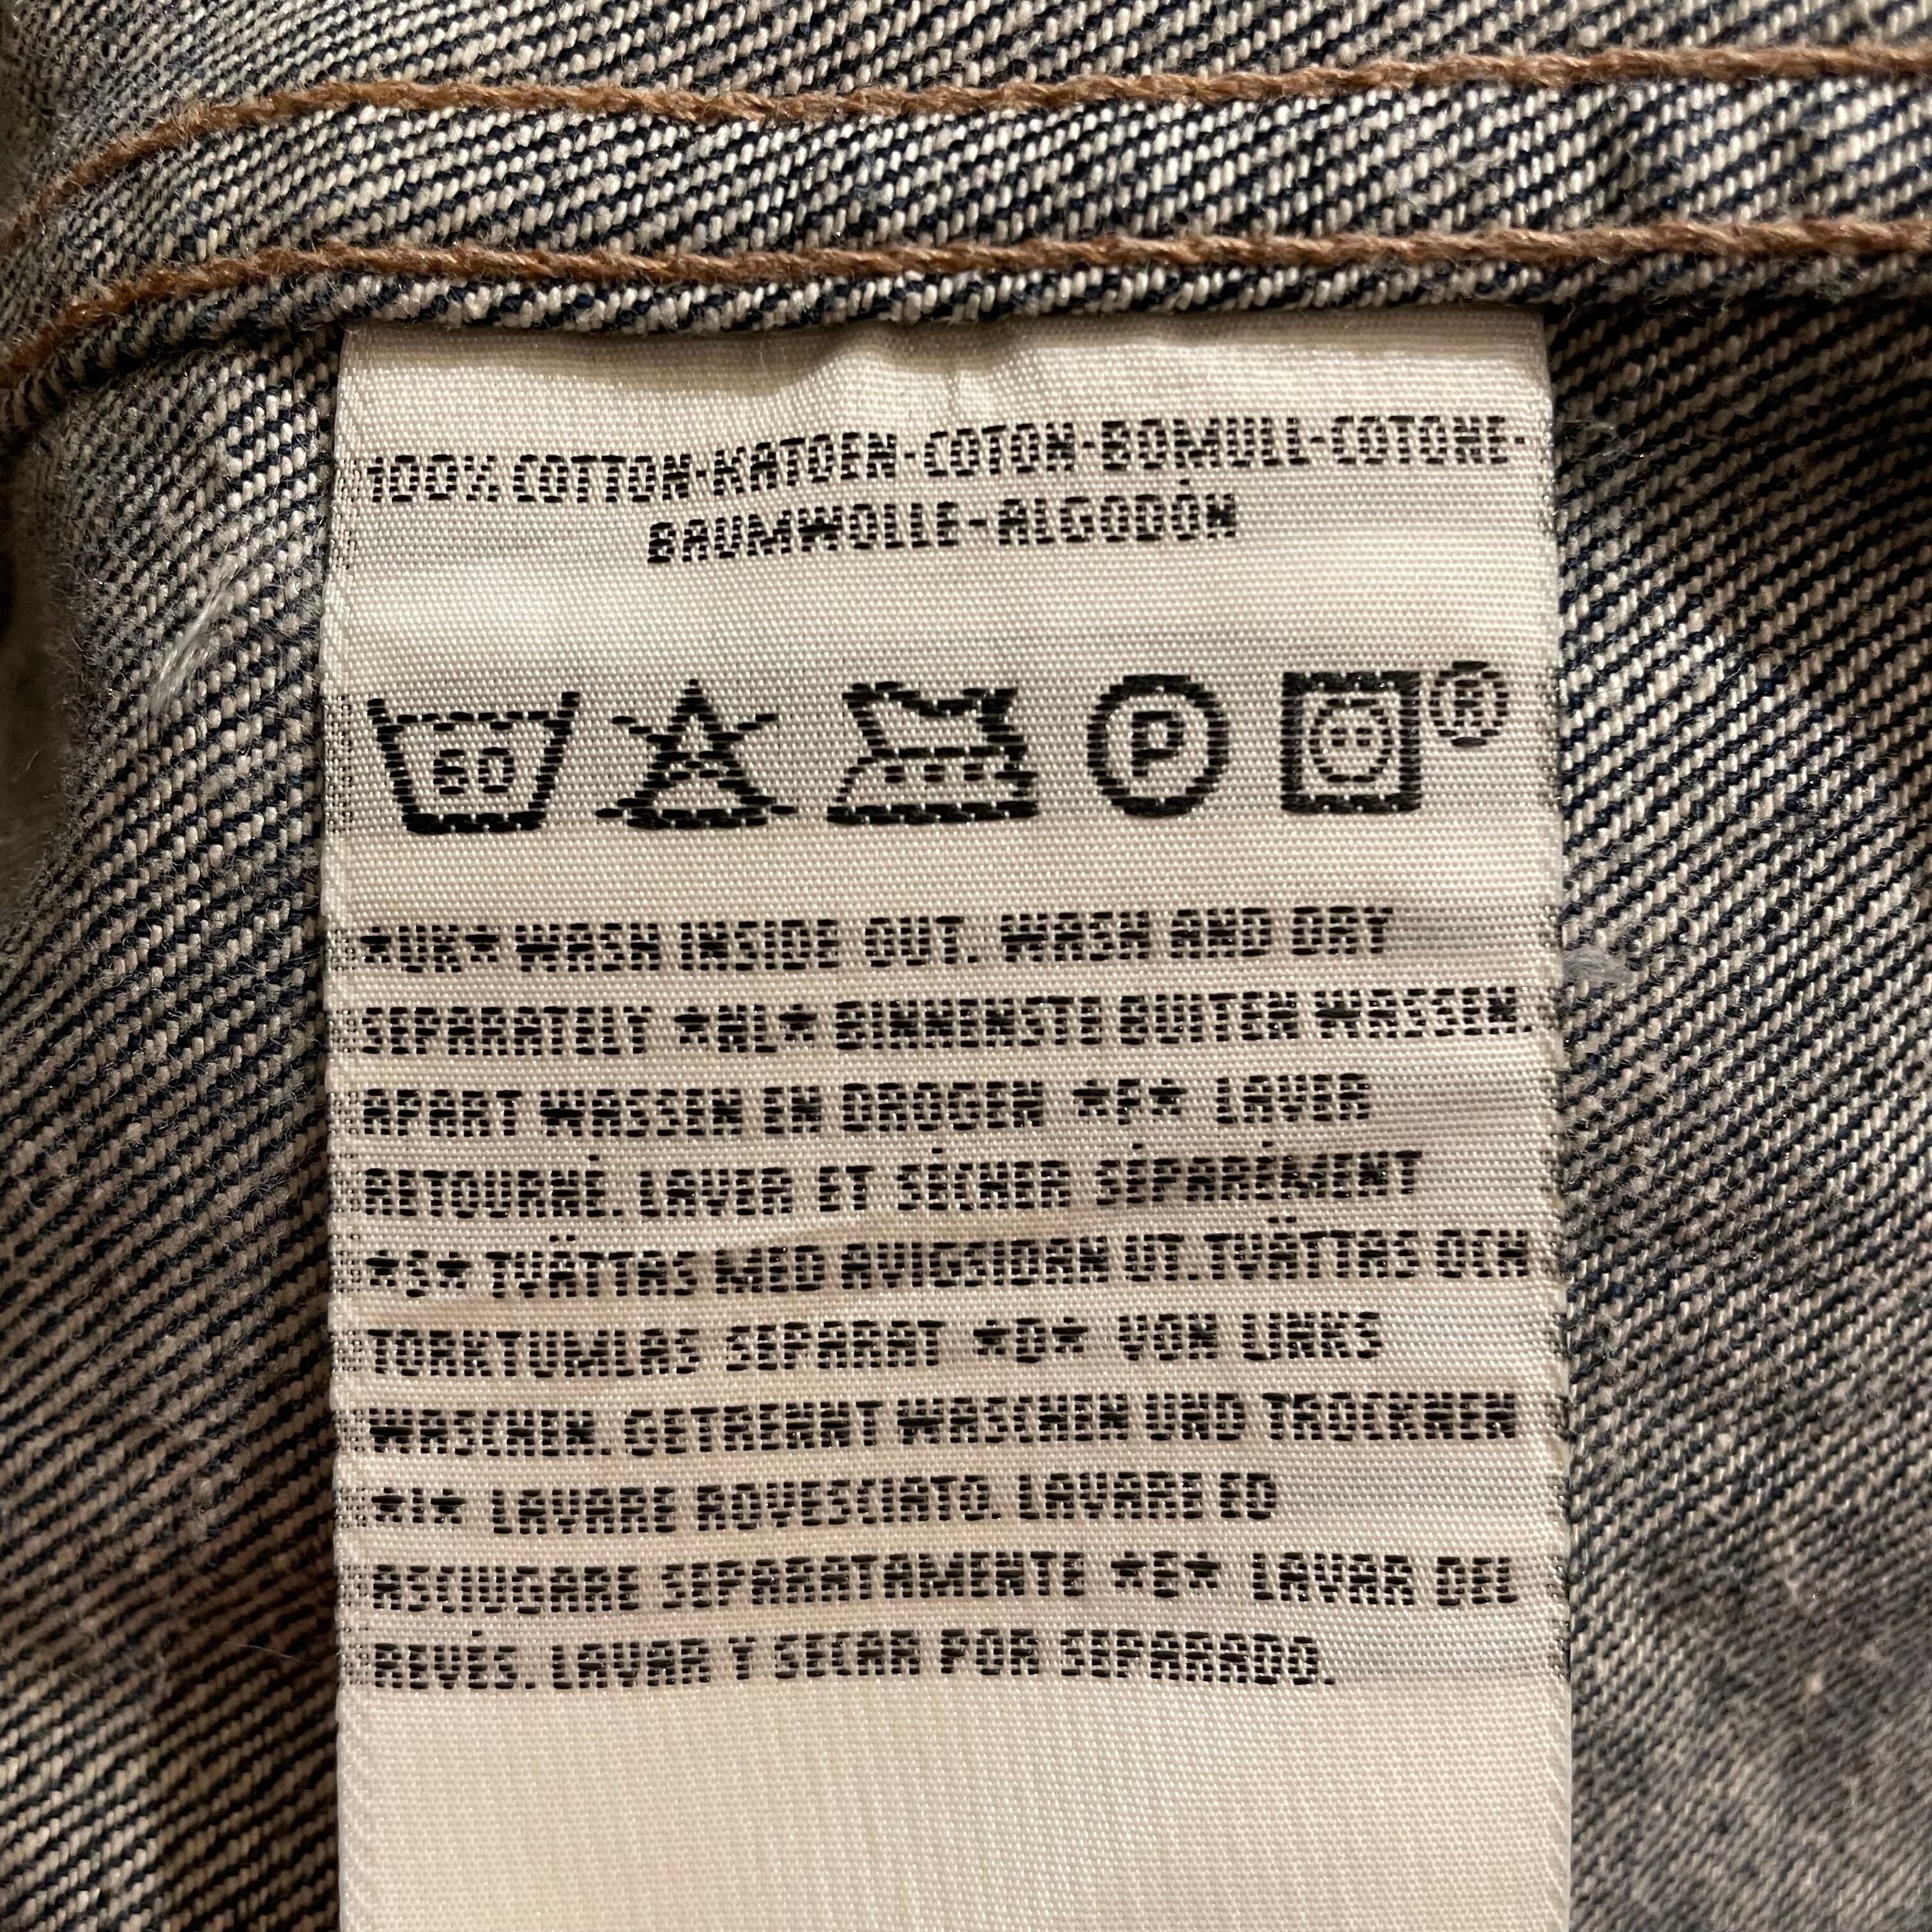 100% COTTON-KATOEN-COTON-BOMULL-COTONE-
BAUMWOLLE-ALGODÓN
60 P ®
*UK* WASH INSIDE OUT. WASH AND DRY
SEPARATELY *NL* BINNENSTE BUITEN WASSEN.
APART WASSEN EN DROGEN *F* LAVER
RETOURNÉ. LAVER ET SÉCHER SÉPARÉMENT
*S* TVÄTTAS MED AVIGSIDAN UT.TVÄTTAS OCH
TORKTUMLAS SEPARAT *D* VON LINKS
WASCHEN. GETRENNT WASCHEN UND TROCKNEN
*I* LAVARE ROVESCIATO. LAVARE ED
ASCIUGARE SEPARATAMENTE *E* LAVAR DEL
REVÉS. LAVAR Y SECAR POR SEPARADO.